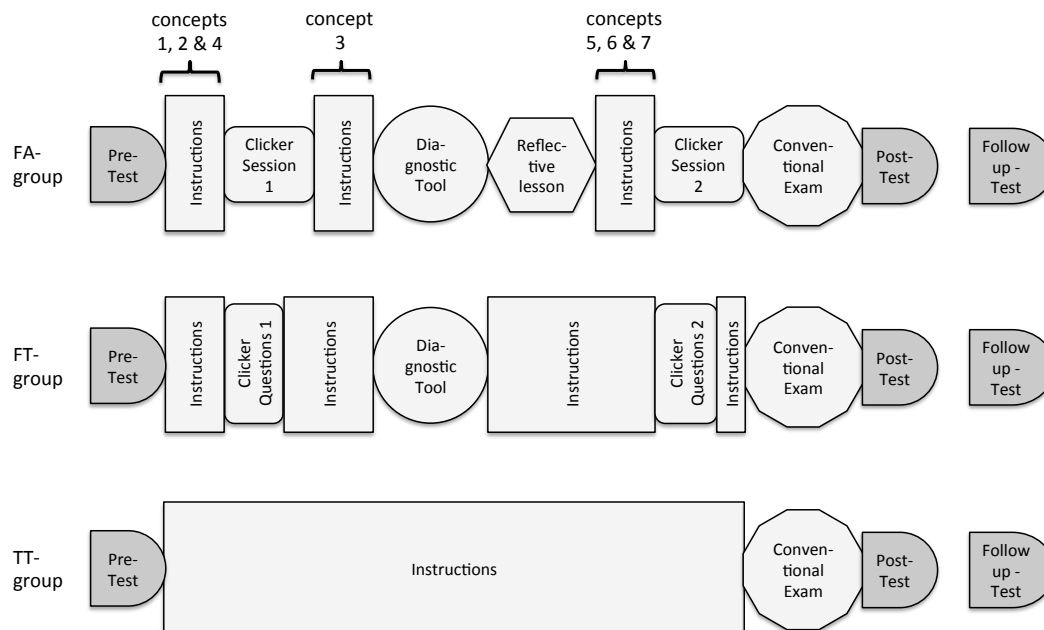 concepts
1, 2 & 4
concept
3
concepts
5, 6 & 7
FA-
group
Pre-
Test
Instructions
Clicker
Session
1
Instructions
Dia-
gnostic
Tool
Reflec-
tive
lesson
Instructions
Clicker
Session
2
Conven-
tional
Exam
Post-
Test
Follow
up -
Test
FT-
group
Pre-
Test
Instructions
Clicker
Questions 1
Instructions
Dia-
gnostic
Tool
Instructions
Clicker
Questions 2
Instructions
Conven-
tional
Exam
Post-
Test
Follow
up -
Test
TT-
group
Pre-
Test
Instructions
Conven-
tional
Exam
Post-
Test
Follow
up -
Test